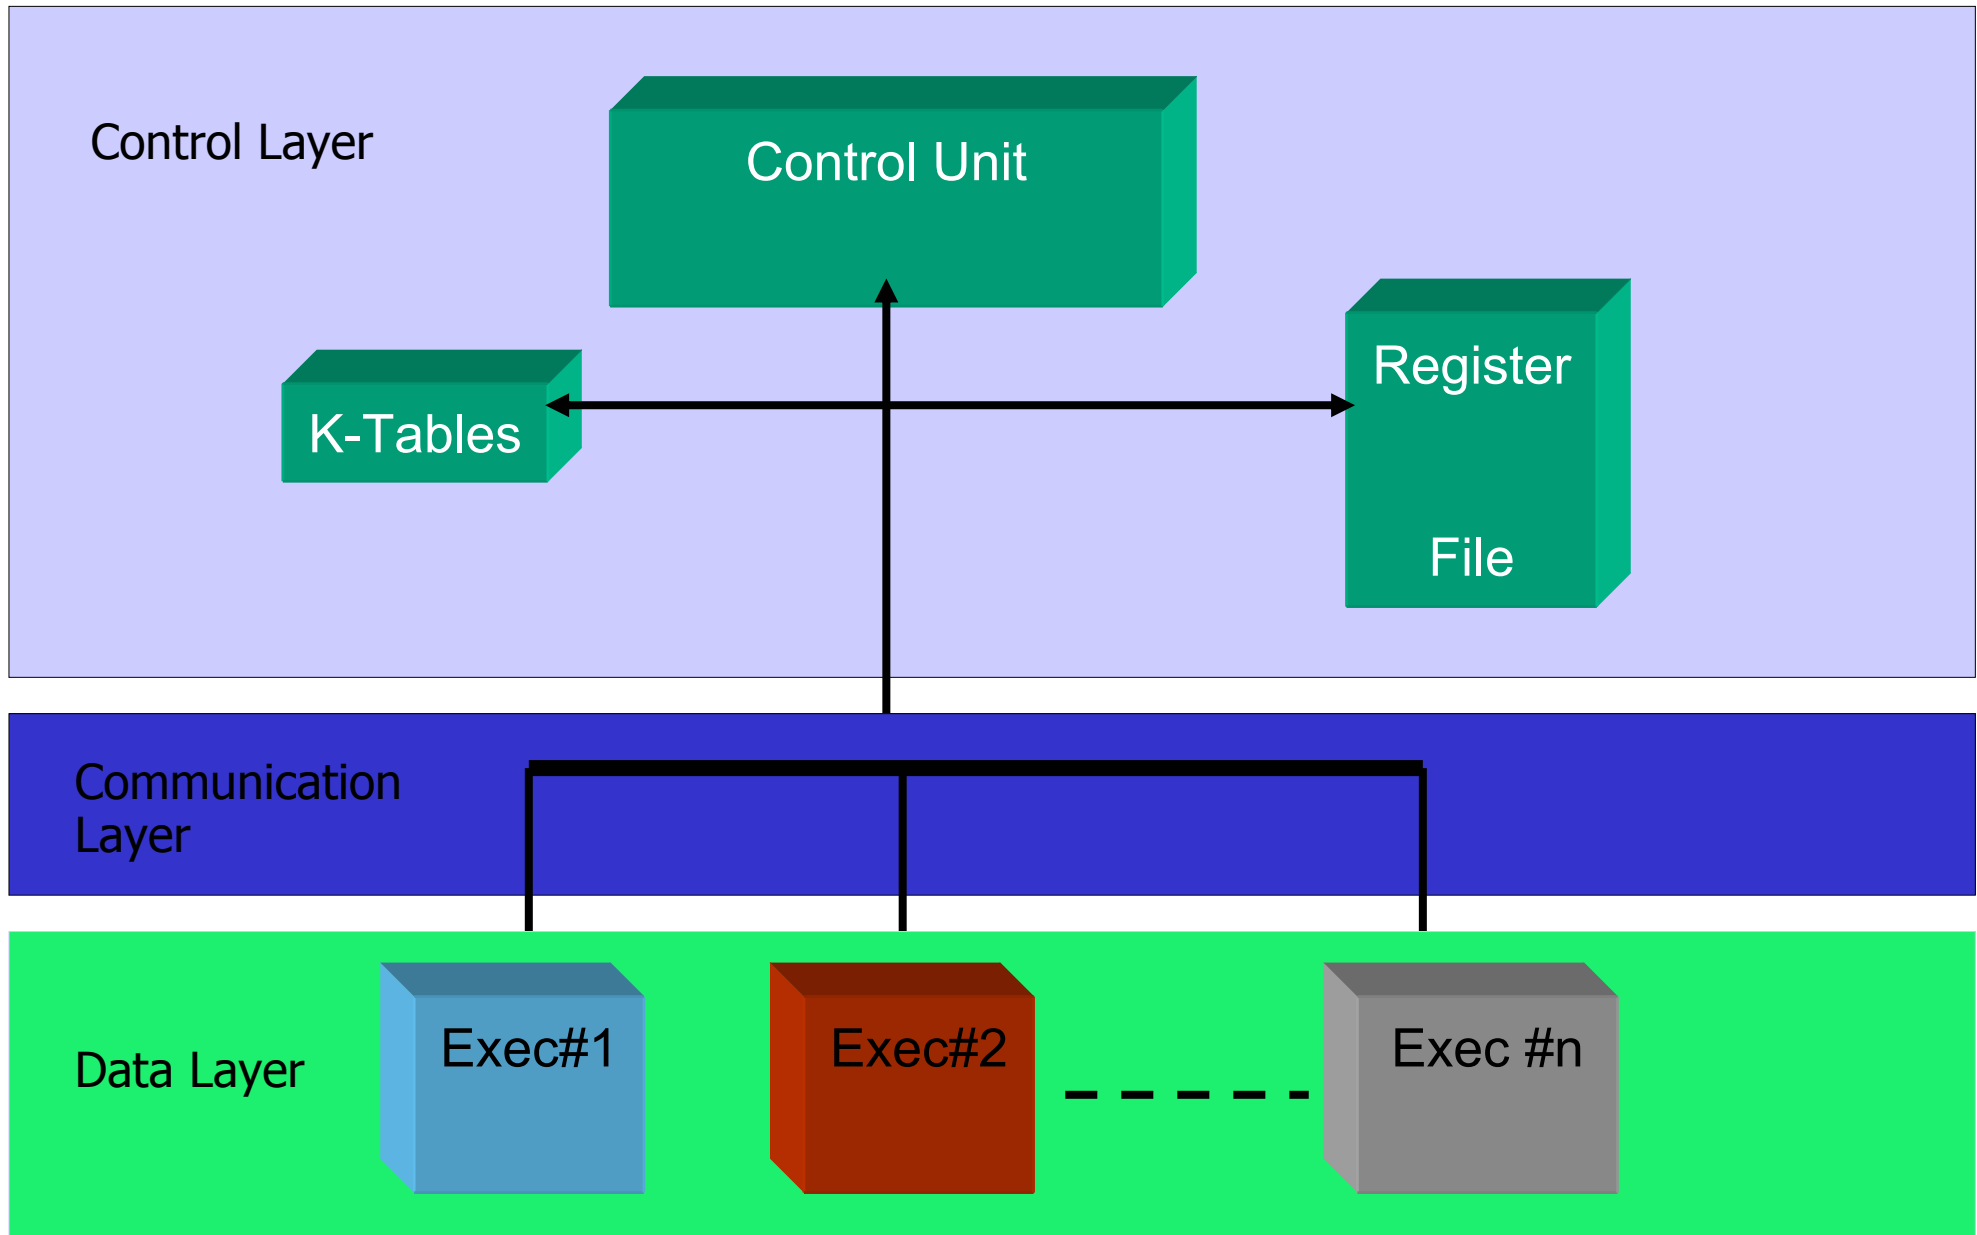 Control Layer
Control Unit
Register
File
K-Tables
Communication
Layer
Data Layer
Exec#1
Exec#2
Exec #n